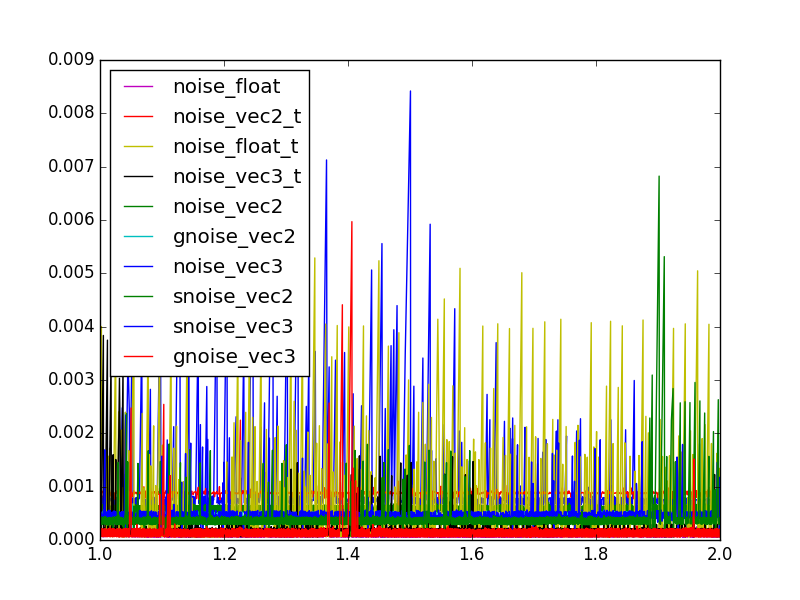 0.009
0.008
0.007
0.006
0.005
0.004
0.003
0.002
0.001
0.000
noise_float
noise_vec2_t
noise_float_t
noise_vec3_t
noise_vec2
gnoise_vec2
noise_vec3
snoise_vec2
snoise_vec3
gnoise_vec3
1.0 1.2 1.4 1.6 1.8 2.0